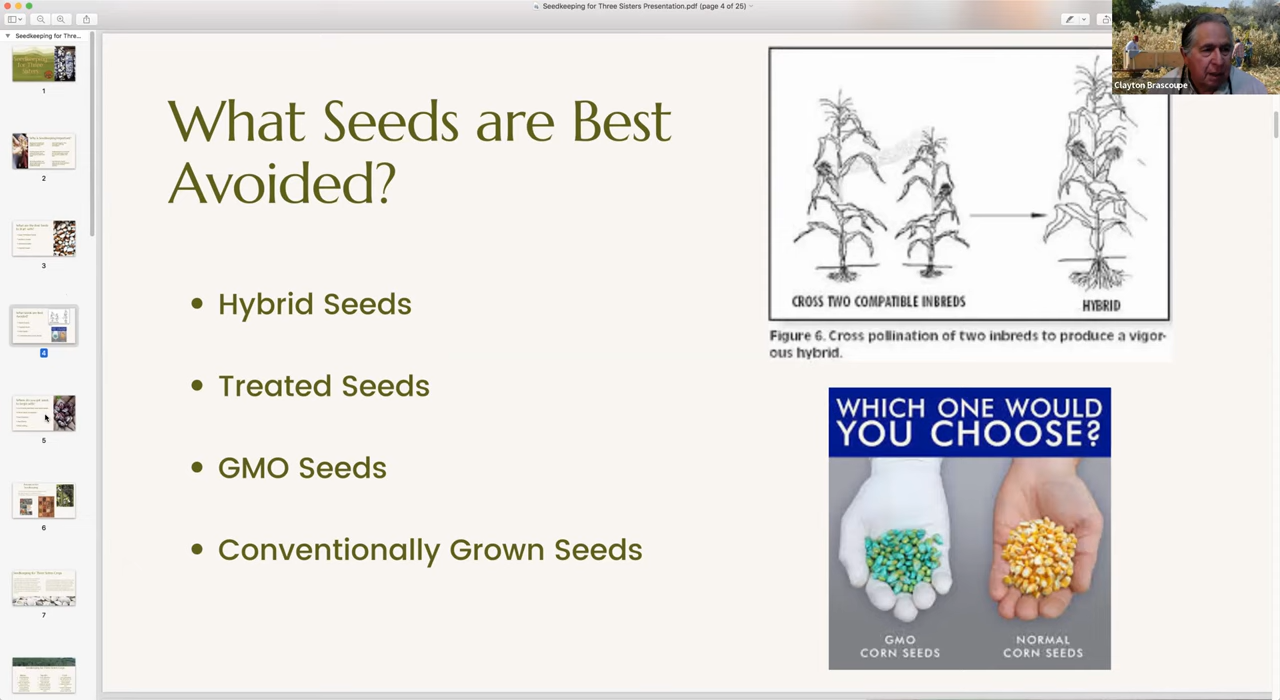 Seedkeeping for Three Sisters Presentation.pdf (page 4 of 25)
Seedkeeping for Thre...
1
2
3
4
5
6
7
What Seeds are Best
Avoided?
• Hybrid Seeds
• Treated Seeds
• GMO Seeds
• Conventionally Grown Seeds
CROSS TWO COMPATIBLE INBREDS
HYBRID
Figure 6. Cross pollination of two inbreds to produce a vigor-
ous hybrid.
WHICH ONE WOULD
YOU CHOOSE?
GMO
CORN SEEDS
NORMAL
CORN SEEDS
Clayton Brascoupe